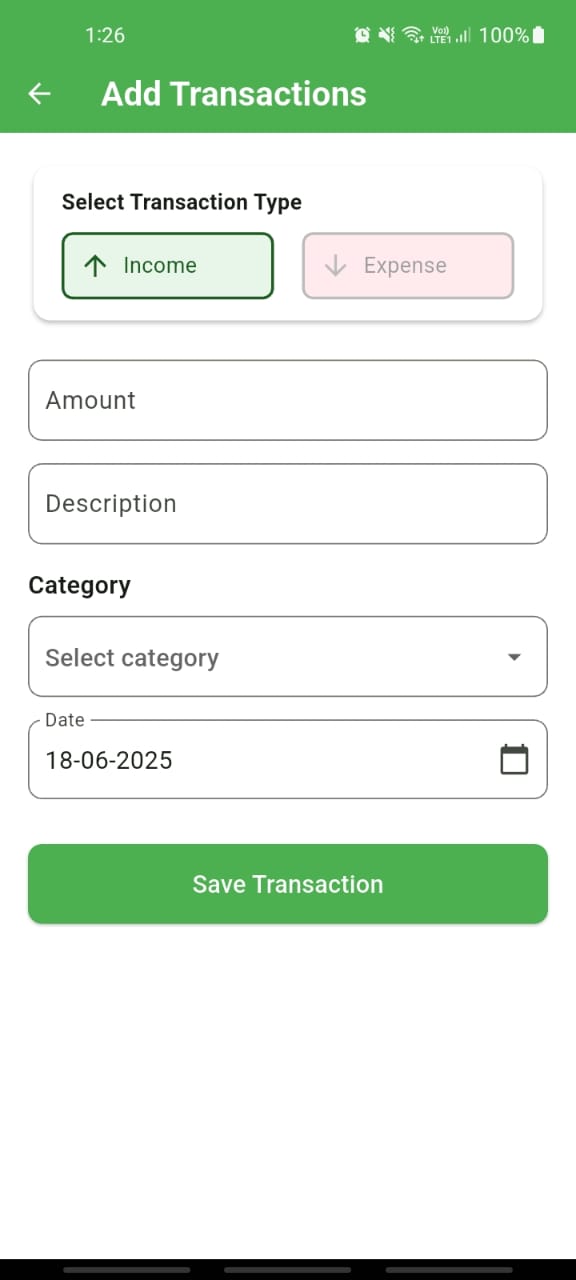 1:26 Vo) LTE1 100%
Add Transactions
Select Transaction Type
Income Expense
Amount
Description
Category
Select category
Date
18-06-2025
Save Transaction